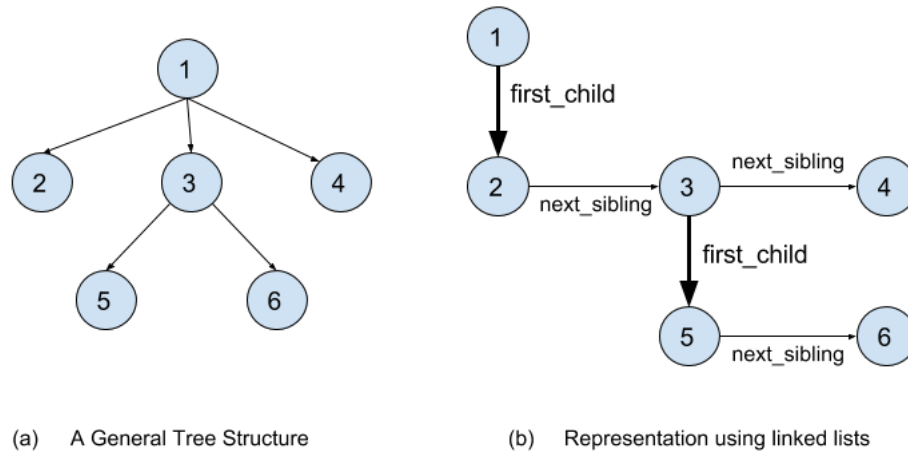 1
2
3
4
5
6
(a) A General Tree Structure
1
first_child
2
next_sibling
3
next_sibling
4
first_child
5
next_sibling
6
(b) Representation using linked lists